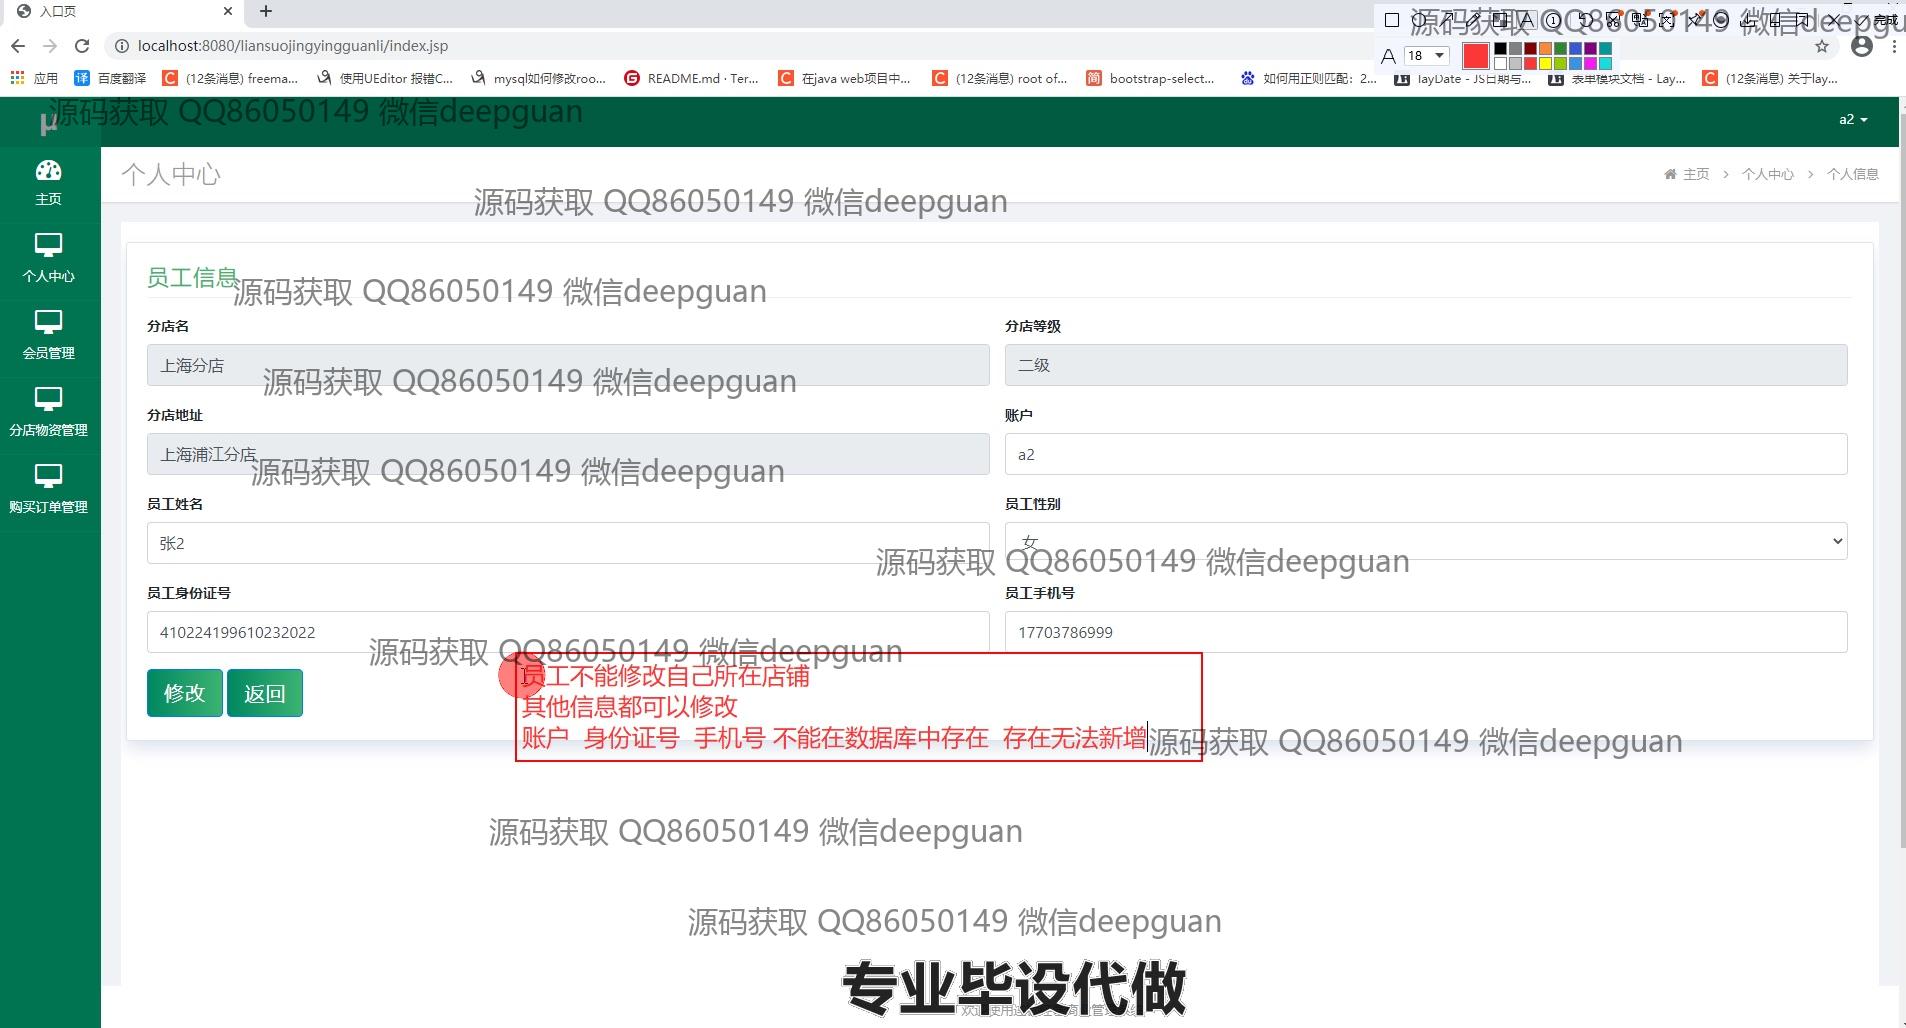 入口页
localhost:8080/liansuojingyingguanli/index.jsp
完成
18
应用 百度翻译 (12条消息) freema... 使用UEditor 报错C... mysql如何修改roo... README.md · Ter... 在java web项目中... (12条消息) root of... bootstrap-select... 如何用正则匹配：2... layDate - JS日期与... 表单模块文档 - Lay... (12条消息) 关于lay...
源码获取 QQ86050149 微信deepguan
源码获取 QQ86050149 微信deepgu
μ
a2
主页
个人中心
会员管理
分店物资管理
购买订单管理
个人中心
主页 > 个人中心 > 个人信息
源码获取 QQ86050149 微信deepguan
员工信息
源码获取 QQ86050149 微信deepguan
分店名
上海分店
分店等级
二级
源码获取 QQ86050149 微信deepguan
分店地址
上海浦江分店
账户
a2
源码获取 QQ86050149 微信deepguan
员工姓名
张2
员工性别
女
源码获取 QQ86050149 微信deepguan
员工身份证号
410224199610232022
员工手机号
17703786999
源码获取 QQ86050149 微信deepguan
修改 返回
员工不能修改自己所在店铺
其他信息都可以修改
账户 身份证号 手机号 不能在数据库中存在 存在无法新增
源码获取 QQ86050149 微信deepguan
源码获取 QQ86050149 微信deepguan
源码获取 QQ86050149 微信deepguan
专业毕设代做